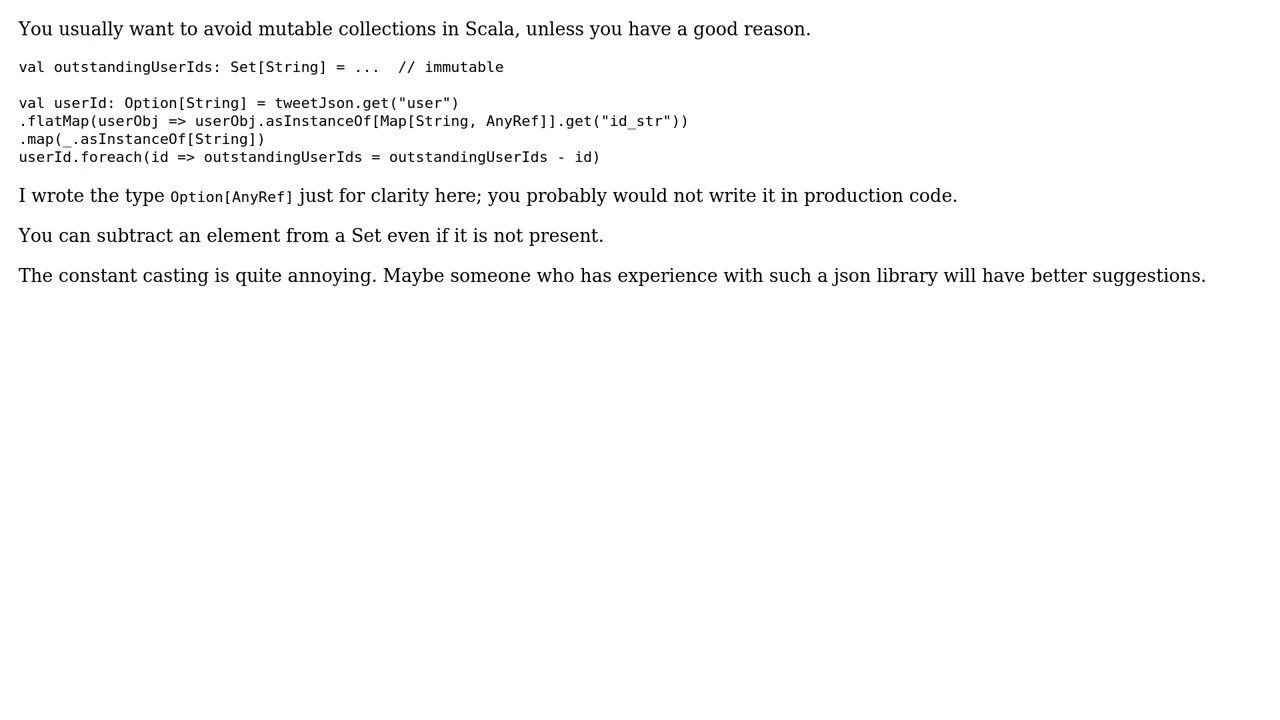 You usually want to avoid mutable collections in Scala, unless you have a good reason.
val outstandingUserIds: Set[String] = ...  // immutable
val userId: Option[String] = tweetJson.get("user")
.flatMap(userObj => userObj.asInstanceOf[Map[String, AnyRef]].get("id_str"))
.map(_.asInstanceOf[String])
userId.foreach(id => outstandingUserIds = outstandingUserIds - id)
I wrote the type Option[AnyRef] just for clarity here; you probably would not write it in production code.
You can subtract an element from a Set even if it is not present.
The constant casting is quite annoying. Maybe someone who has experience with such a json library will have better suggestions.